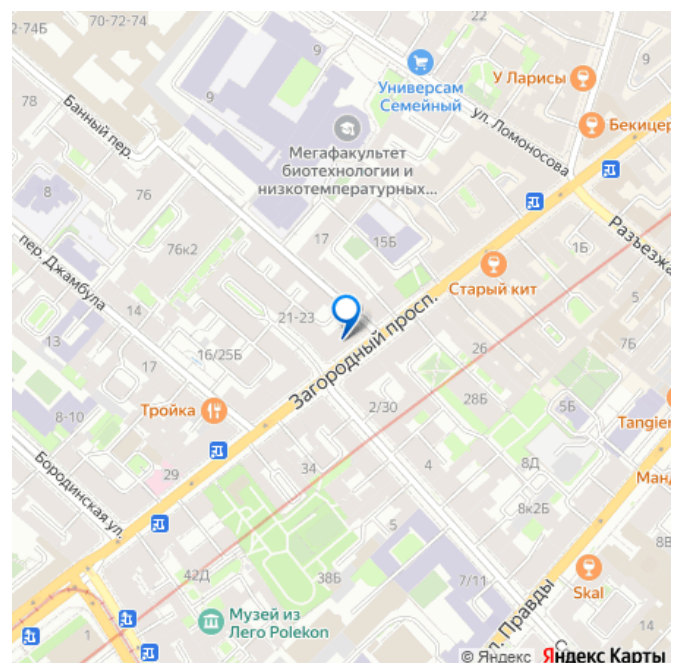 2-74Б
70-72-74
22
9
9
9
У Ларисы
Универсам
Семейный
78
Банный пер.
ул. Ломоносова
Бекицер
Мегафакультет
биотехнологии и
низкотемпературных...
8
76
Разъезжа
пер. Джамбула
76к2
17
15Б
1Б
Старый кит
14
21-23
13
Загородный просп.
26
7Б
17
16/25Б
8-10
Тройка
2/30
28Б
5Б
Tangier
Бородинская ул.
29
34
4
8Д
Манд
8к2Б
5
8В
42Д
38Б
7/11
Skal
ул. Правды
1
Музей из
Лего Polekon
© Яндекс Яндекс Карты